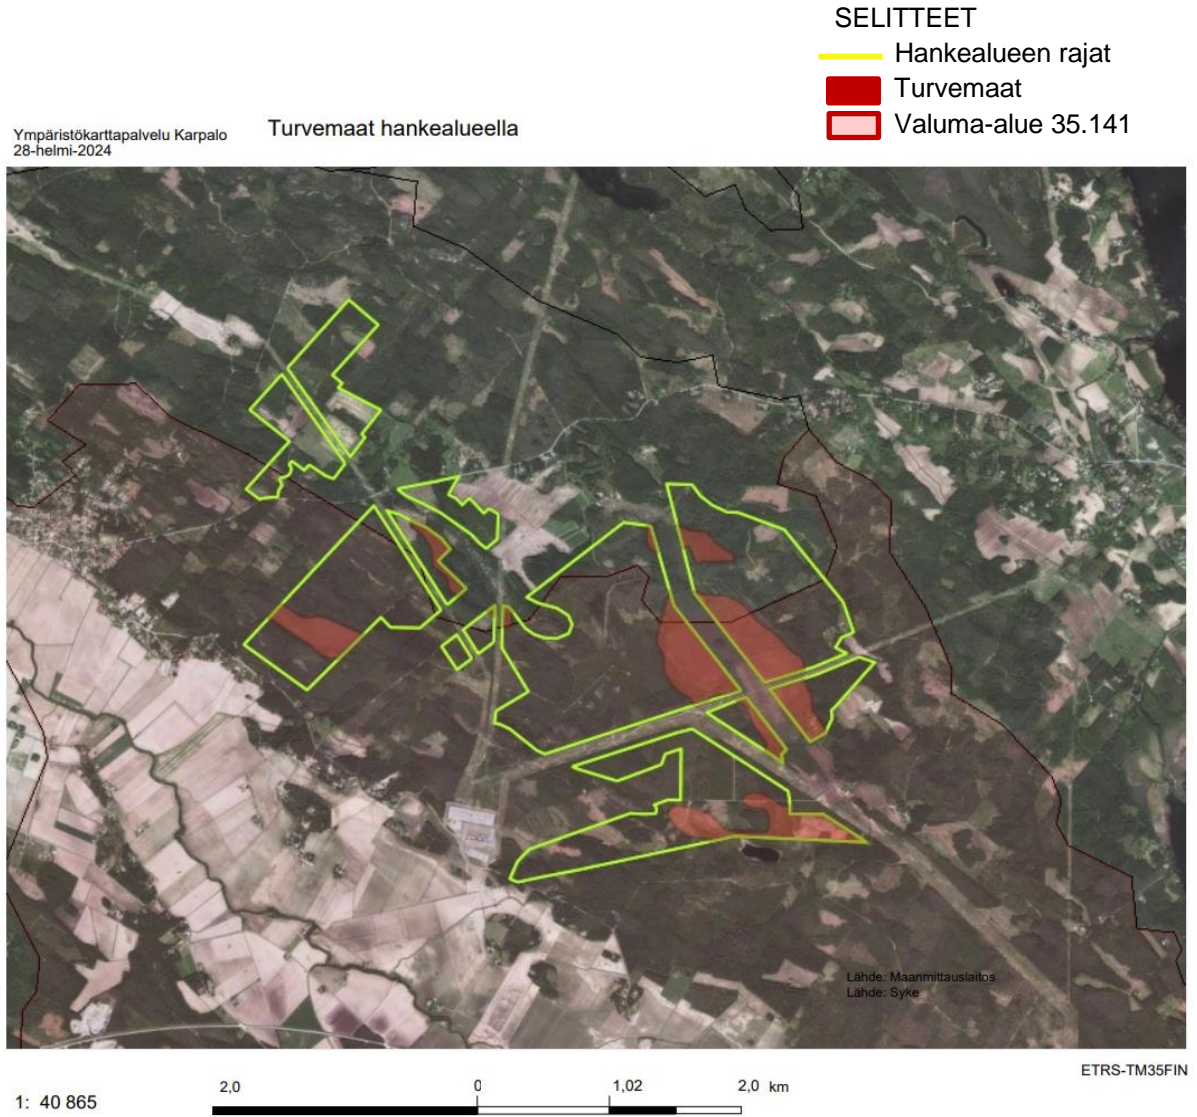 SELITTEET
Hankealueen rajat
Turvemaat
Valuma-alue 35.141
Ympäristökarttapalvelu Karpalo
28-helmi-2024
Turvemaat hankealueella
Lähde: Maanmittauslaitos
Lähde: Syke
ETRS-TM35FIN
1: 40 865
2,0 0 1,02 2,0 km